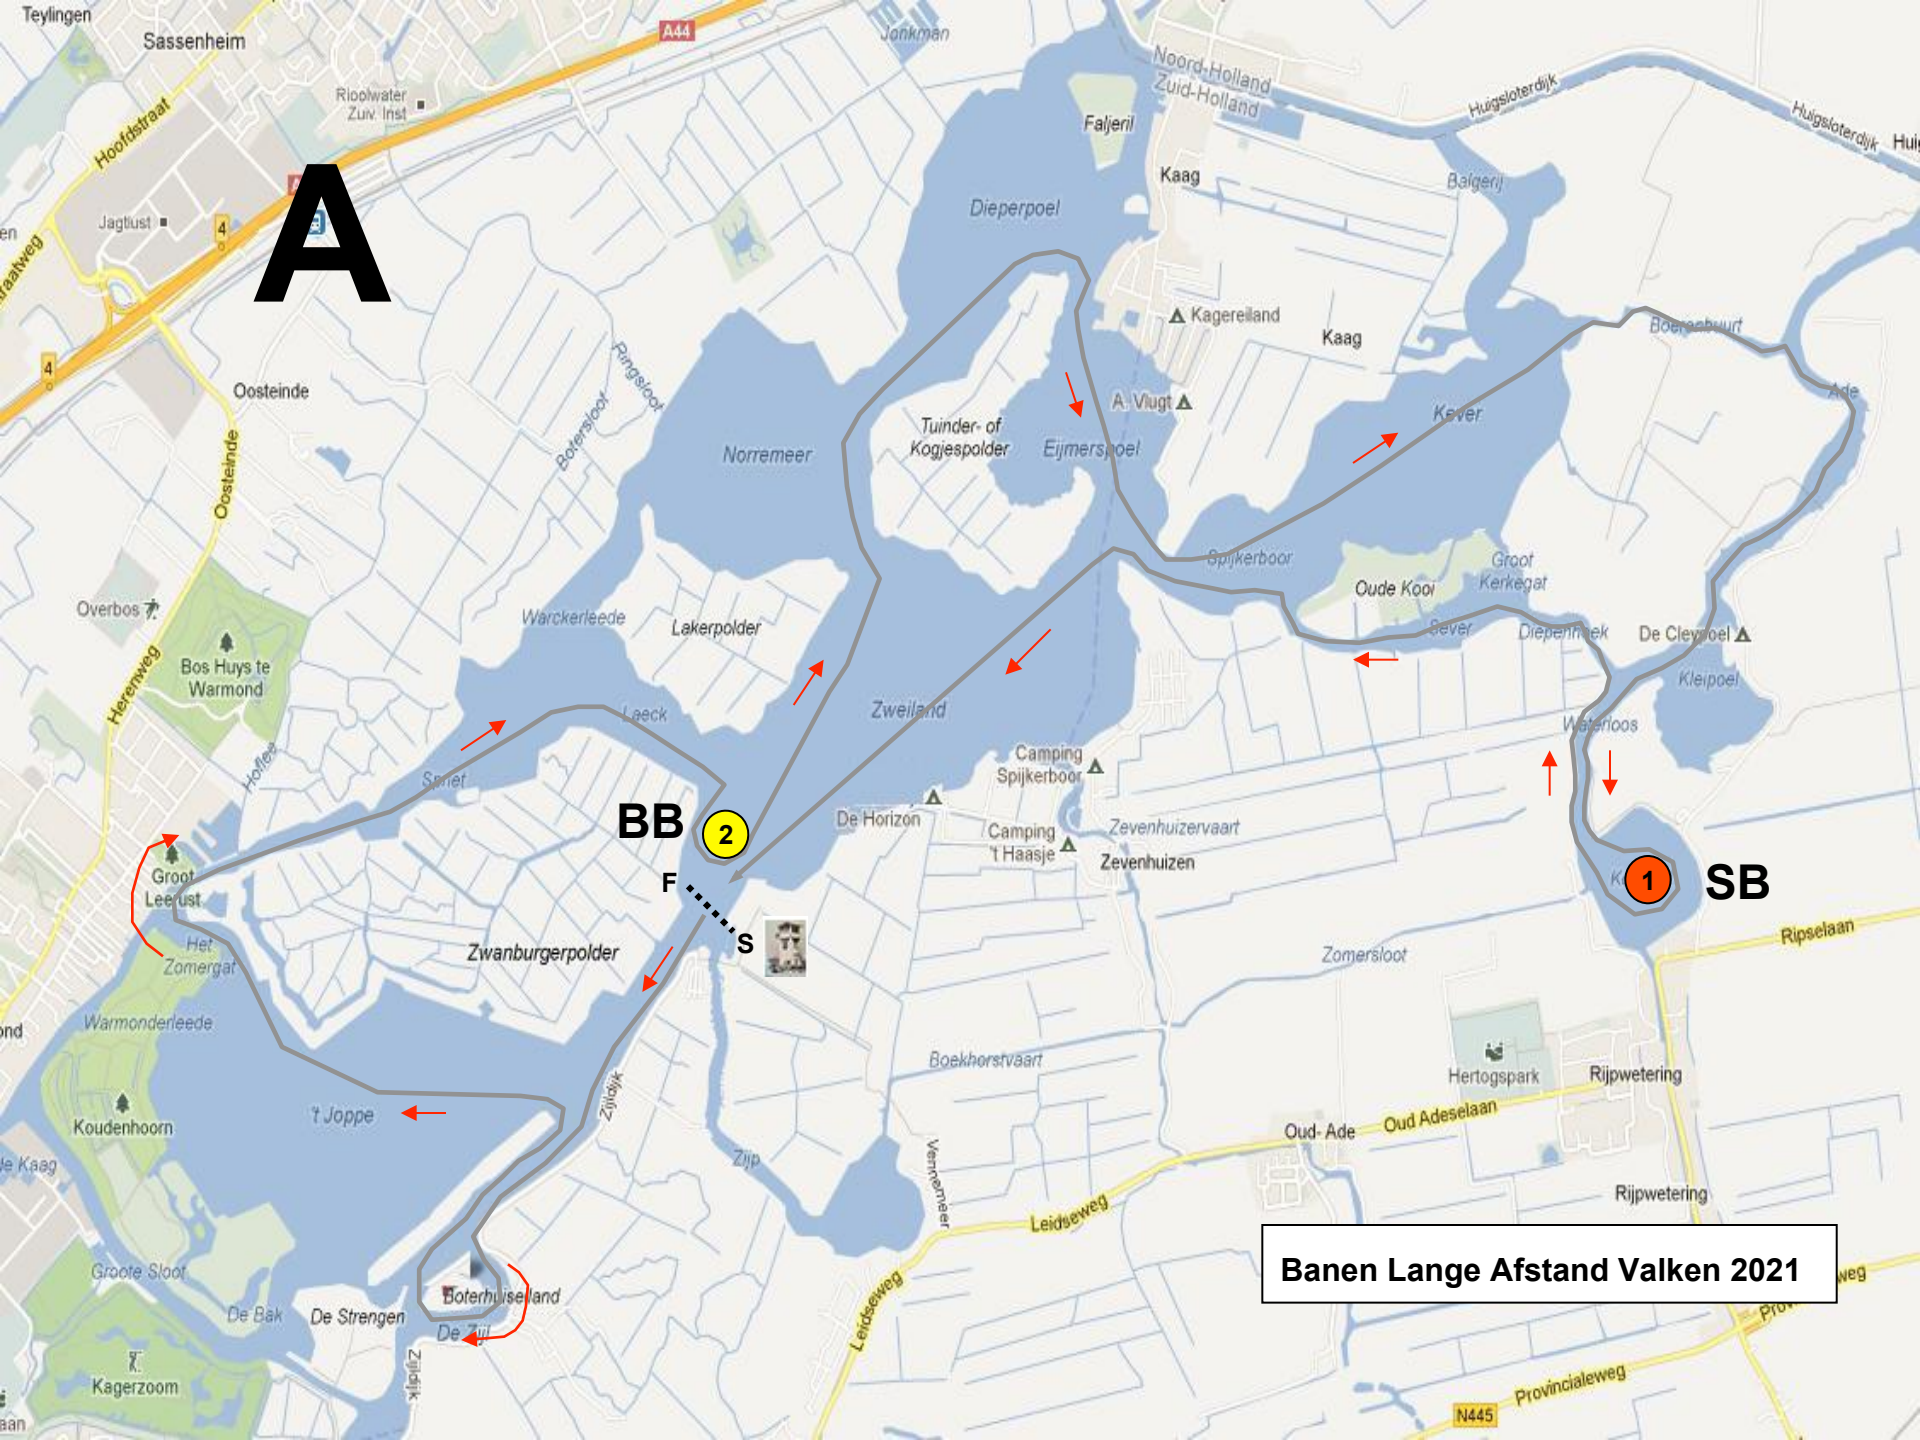 Teylingen
Sassenheim
A44
Jonkman
Noord-Holland
Zuid-Holland
Huigsloterdijk
Huigsloterdijk
Rioolwater
Zuiv. Inst
Hoofdstraat
Faljeril
Kaag
Balgerij
A
Jagtlust
4
Dieperpoel
Kagereiland
Kaag
Boerenbuurt
4
Oosteinde
Ringsloot
Botersloot
Ade
Kever
A. Vlugt
Tuinder- of
Kogjespolder
Eijmerspoel
Norremeer
Oosteinde
Spijkerboor
Groot
Kerkegat
Oude Kooi
Overbos
Warckerleede
Lakerpolder
Sever
Diepenhoek
De Cleypoel
Bos Huys te
Warmond
Herenweg
Kleipoel
Zweiland
Laeck
Waterloos
Hoflee
Spriet
Camping
Spijkerboor
BB
2
De Horizon
Camping
't Haasje
Zevenhuizervaart
Zevenhuizen
Groot
Leerust
F
1
SB
Het
Zomergat
Zwanburgerpolder
S
Zomersloot
Ripselaan
Warmonderleede
Boekhorstvaart
Hertogspark
Rijpwetering
Zijldijk
't Joppe
Koudenhoorn
Oud Adeselaan
Oud- Ade
Zijp
Vennemeer
Rijpwetering
Leidseweg
Groote Sloot
Banen Lange Afstand Valken 2021
Boterhuiseiland
De Bak
De Strengen
De Zijl
Leidseweg
Zijldijk
Kagerzoom
Provincialeweg
N445